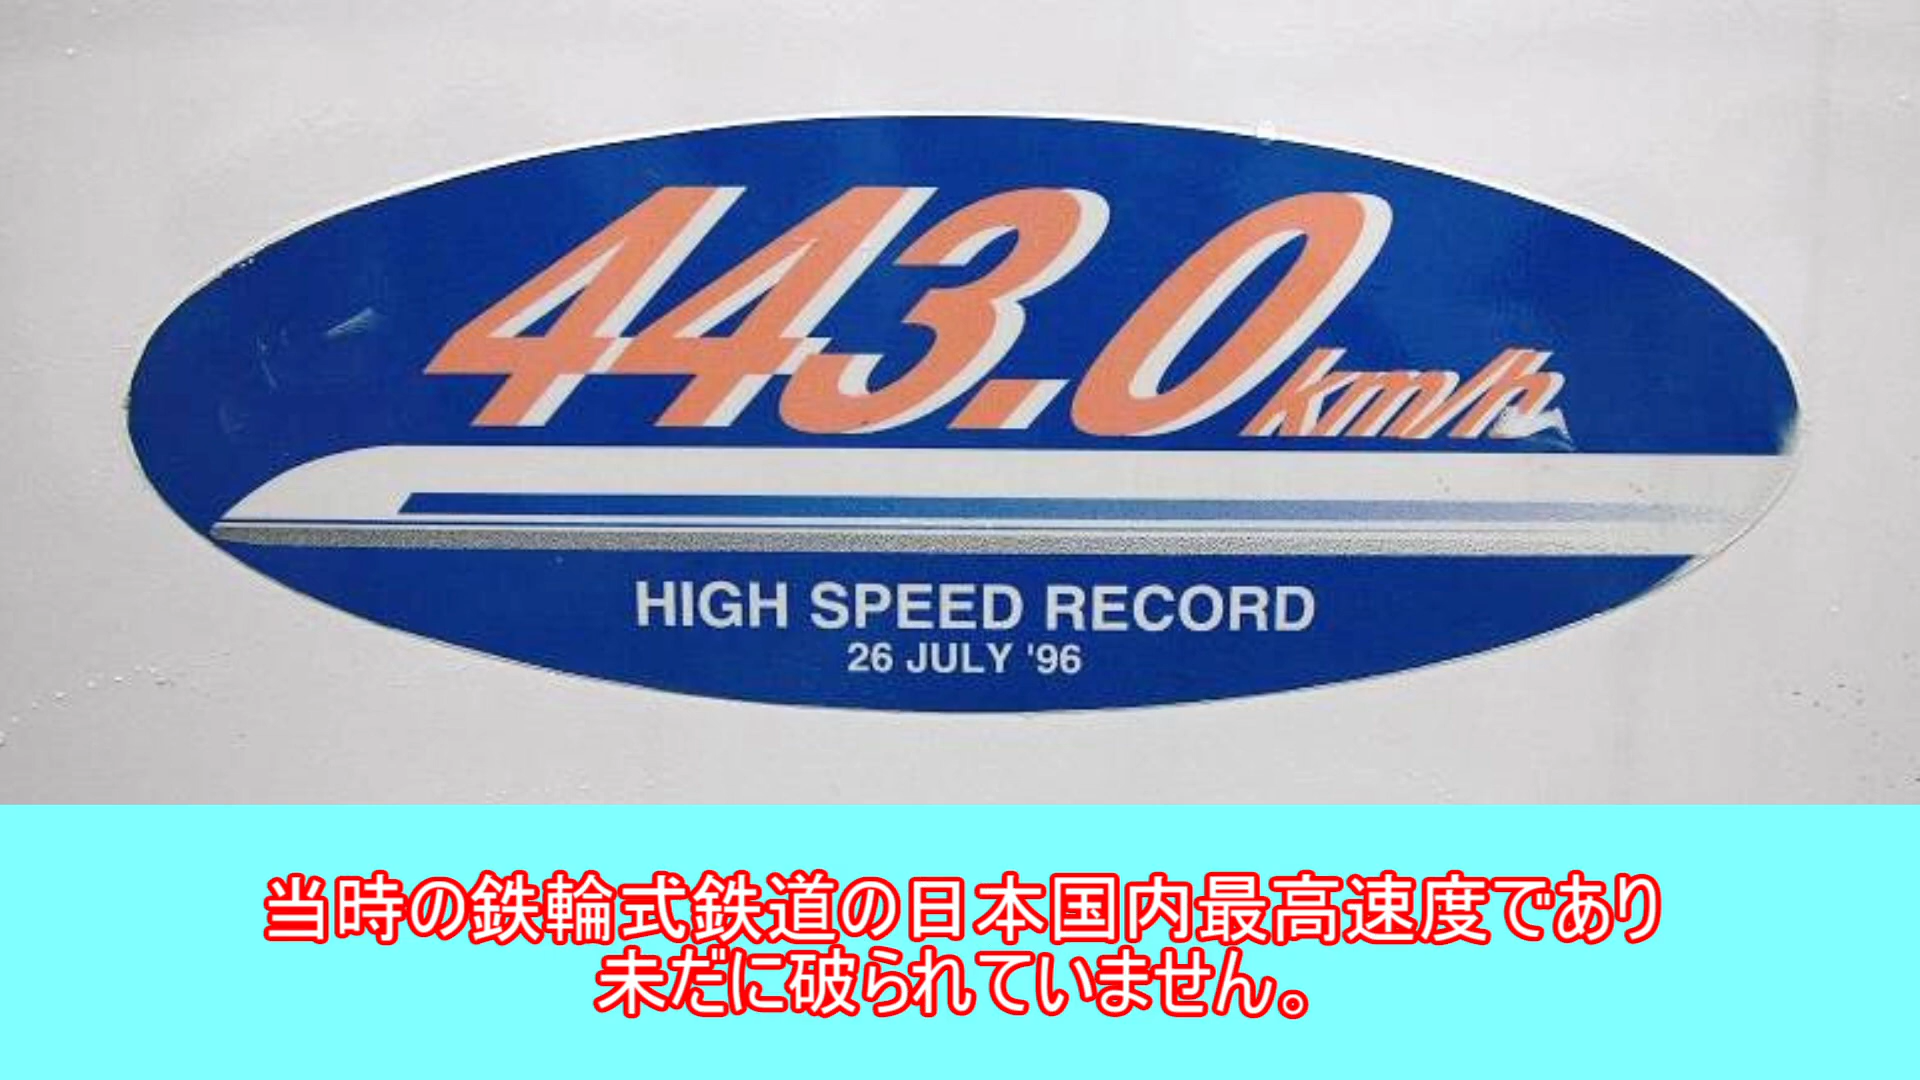 443.0km/h
HIGH SPEED RECORD
26 JULY '96
当時の鉄輪式鉄道の日本国内最高速度であり
未だに破られていません。